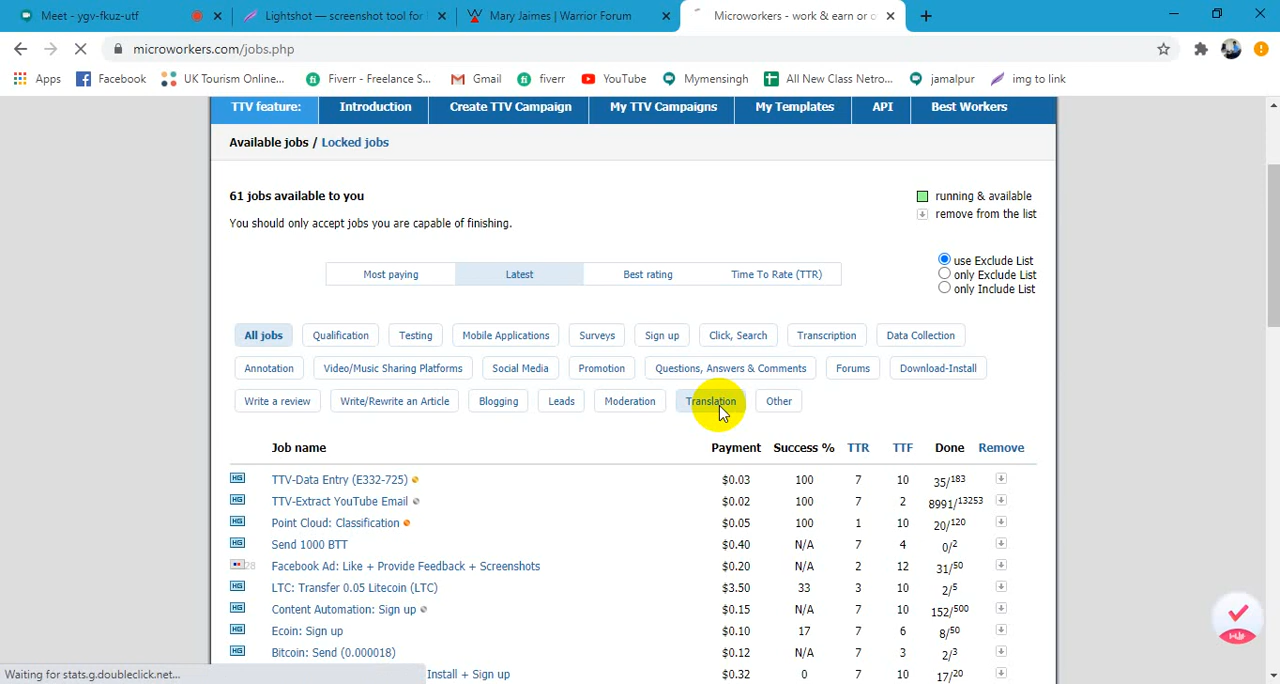 Meet - ygv-fkuz-utf
Lightshot — screenshot tool for
Mary Jaimes | Warrior Forum
Microworkers - work & earn or o
microworkers.com/jobs.php
Apps
Facebook
UK Tourism Online...
Fiverr - Freelance S...
Gmail
fiverr
YouTube
Mymensingh
All New Class Netro...
jamalpur
img to link
TTV feature:
Introduction
Create TTV Campaign
My TTV Campaigns
My Templates
API
Best Workers
Available jobs / Locked jobs
61 jobs available to you
running & available
remove from the list
You should only accept jobs you are capable of finishing.
use Exclude List
only Exclude List
only Include List
Most paying
Latest
Best rating
Time To Rate (TTR)
All jobs
Qualification
Testing
Mobile Applications
Surveys
Sign up
Click, Search
Transcription
Data Collection
Annotation
Video/Music Sharing Platforms
Social Media
Promotion
Questions, Answers & Comments
Forums
Download-Install
Write a review
Write/Rewrite an Article
Blogging
Leads
Moderation
Translation
Other
Job name Payment Success % TTR TTF Done Remove
HG TTV-Data Entry (E332-725) $0.03 100 7 10 35/183
HG TTV-Extract YouTube Email $0.02 100 7 2 8991/13253
HG Point Cloud: Classification $0.05 100 1 10 20/120
HG Send 1000 BTT $0.40 N/A 7 4 0/2
28 Facebook Ad: Like + Provide Feedback + Screenshots $0.20 N/A 2 12 31/50
HG LTC: Transfer 0.05 Litecoin (LTC) $3.50 33 3 10 2/5
HG Content Automation: Sign up $0.15 N/A 7 10 152/500
HG Ecoin: Sign up $0.10 17 7 6 8/50
HG Bitcoin: Send (0.000018) $0.12 N/A 7 3 2/3
Install + Sign up $0.32 0 7 10 17/20
Waiting for stats.g.doubleclick.net...